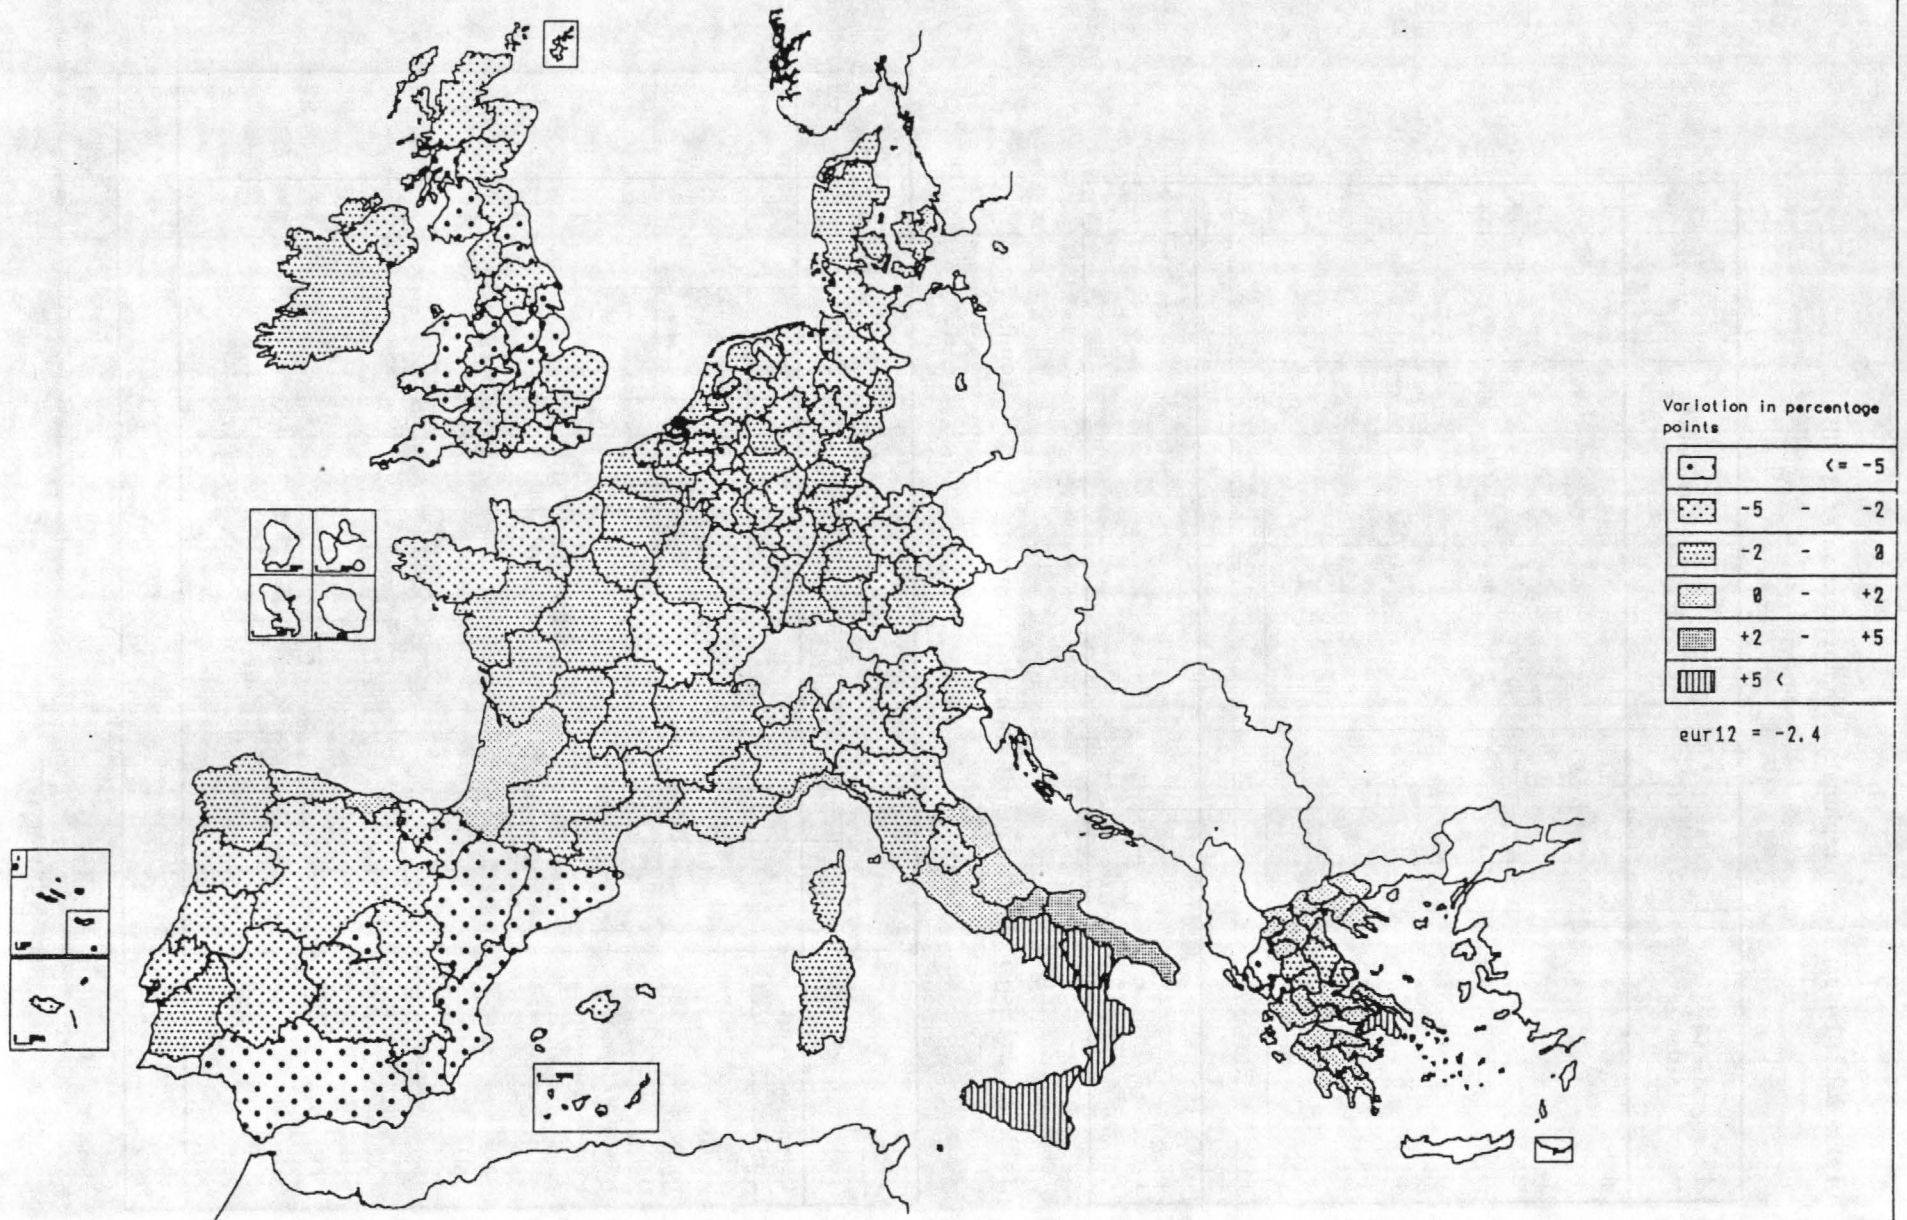 Variation in percentage
points
<= -5
-5 - -2
-2 - 0
0 - +2
+2 - +5
+5 <
eur12 = -2.4